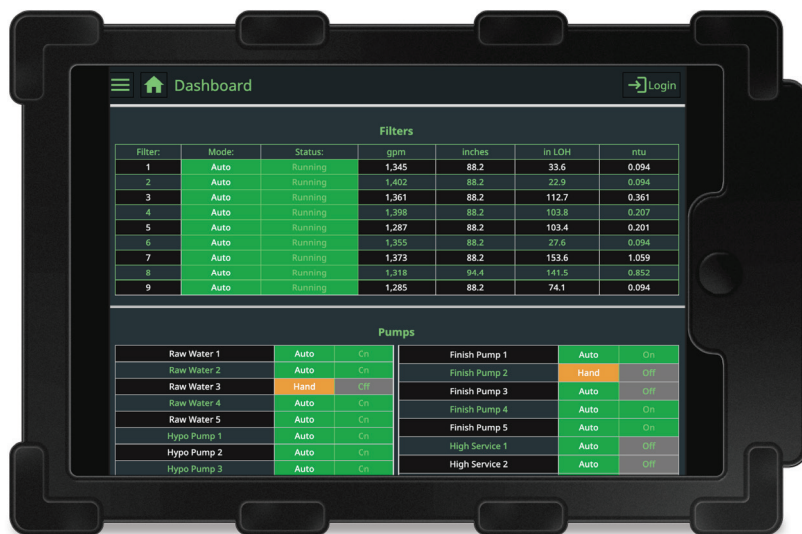 Dashboard
Login
Filters
Filter: Mode: Status: gpm inches in LOH ntu
1 Auto Running 1,345 88.2 33.6 0.094
2 Auto Running 1,402 88.2 22.9 0.094
3 Auto Running 1,361 88.2 112.7 0.361
4 Auto Running 1,398 88.2 103.8 0.207
5 Auto Running 1,287 88.2 103.4 0.201
6 Auto Running 1,355 88.2 27.6 0.094
7 Auto Running 1,373 88.2 153.6 1.059
8 Auto Running 1,318 94.4 141.5 0.852
9 Auto Running 1,285 88.2 74.1 0.094
Pumps
Raw Water 1 Auto Cn
Raw Water 2 Auto Cn
Raw Water 3 Hand Cff
Raw Water 4 Auto Cn
Raw Water 5 Auto Cn
Hypo Pump 1 Auto Cn
Hypo Pump 2 Auto Cn
Hypo Pump 3 Auto Cn
Finish Pump 1 Auto On
Finish Pump 2 Hand Off
Finish Pump 3 Auto Off
Finish Pump 4 Auto On
Finish Pump 5 Auto On
High Service 1 Auto Off
High Service 2 Auto Off